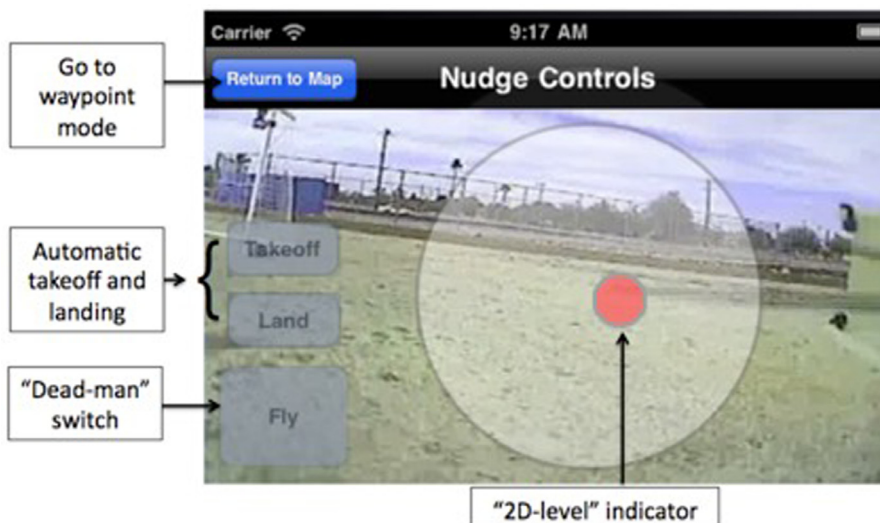 Carrier 9:17 AM
Go to
waypoint
mode
Return to Map
Nudge Controls
Automatic
takeoff and
landing
Takeoff
Land
“Dead-man”
switch
Fly
“2D-level” indicator